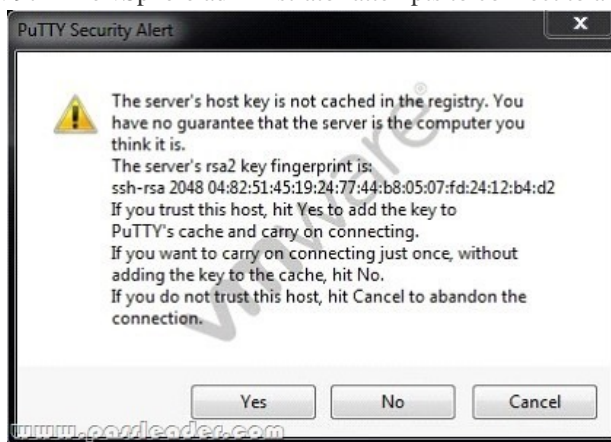 PuTTY Security Alert
x
The server's host key is not cached in the registry. You
have no guarantee that the server is the computer you
think it is.
The server's rsa2 key fingerprint is:
ssh-rsa 2048 04:82:51:45:19:24:77:44:b8:05:07:fd:24:12:b4:d2
If you trust this host, hit Yes to add the key to
PuTTY's cache and carry on connecting.
If you want to carry on connecting just once, without
adding the key to the cache, hit No.
If you do not trust this host, hit Cancel to abandon the
connection.
vmware®
Yes No Cancel
www.passleader.com